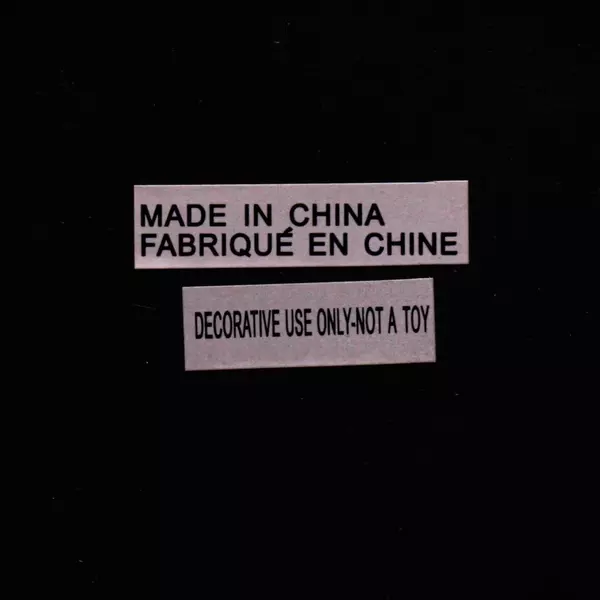 MADE IN CHINA
FABRIQUÉ EN CHINE
DECORATIVE USE ONLY-NOT A TOY